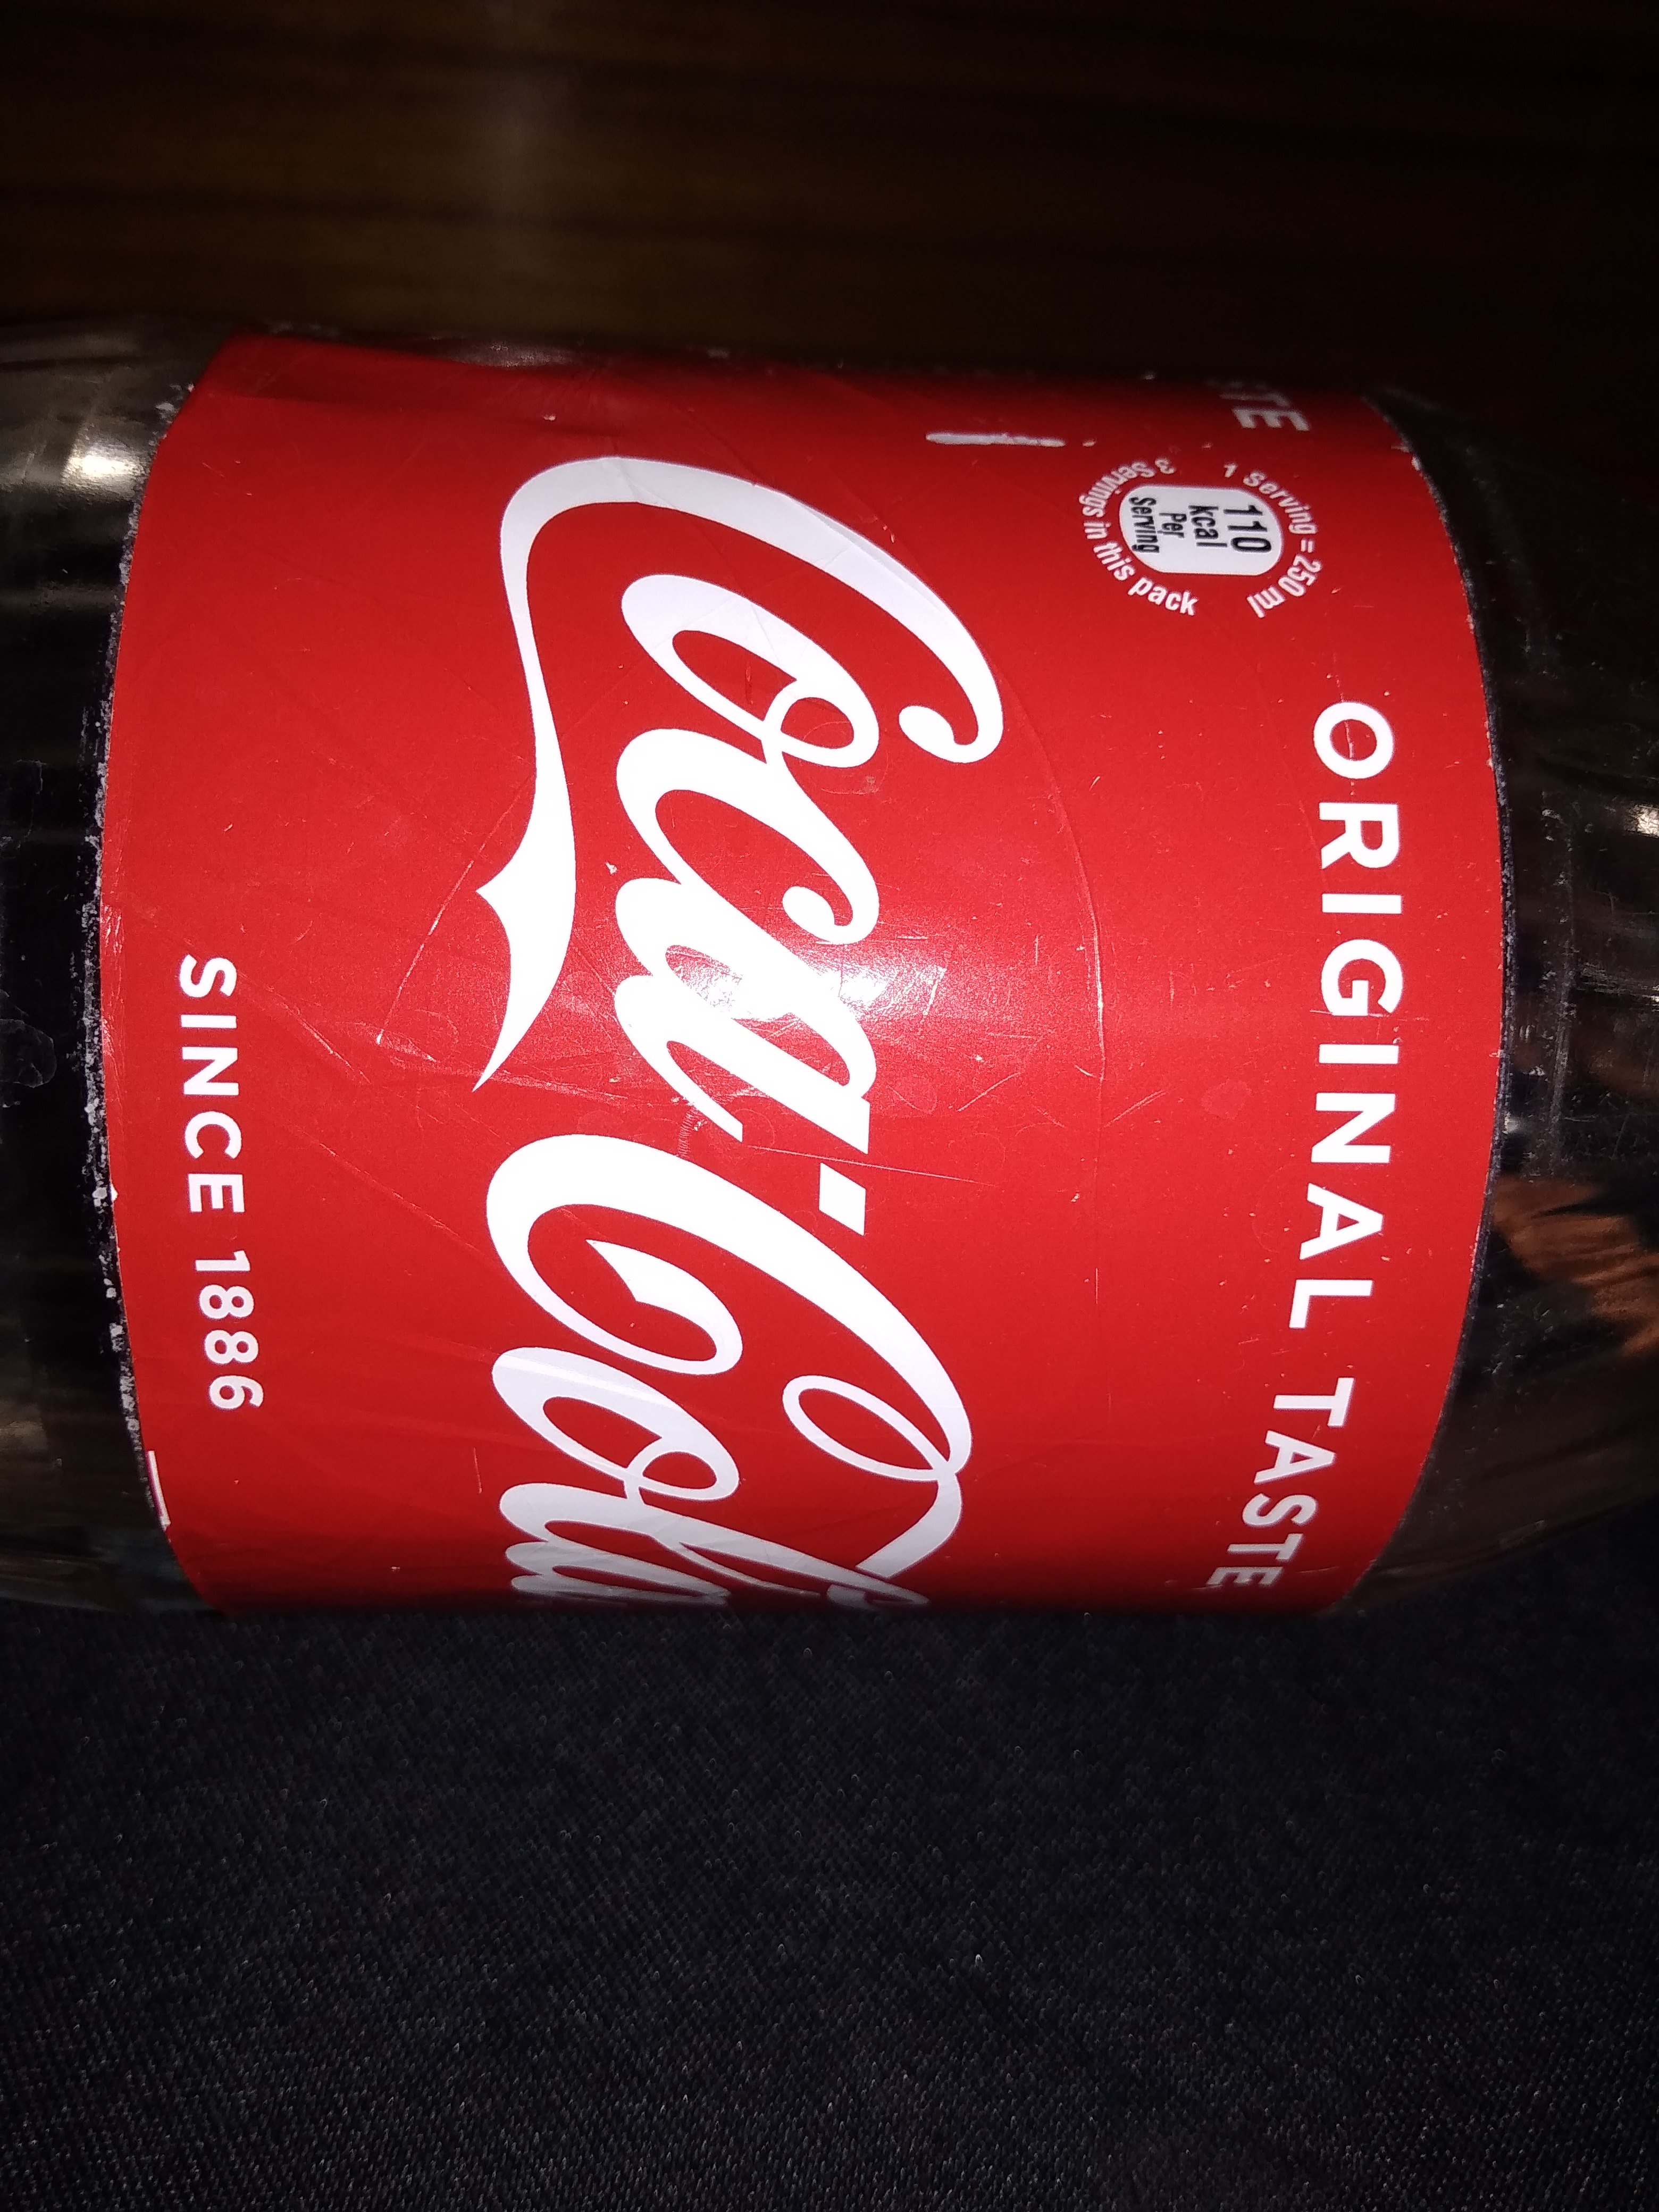 ORIGINAL TASTE
1 Serving = 250 ml
110
kcal
Per
Serving
3 Servings in this pack
Coca-Cola
SINCE 1886